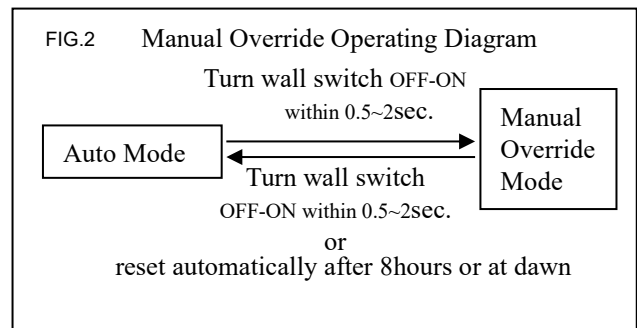 FIG.2 Manual Override Operating Diagram
Turn wall switch OFF-ON
within 0.5~2sec.
Auto Mode
Manual
Override
Mode
Turn wall switch
OFF-ON within 0.5~2sec.
or
reset automatically after 8hours or at dawn